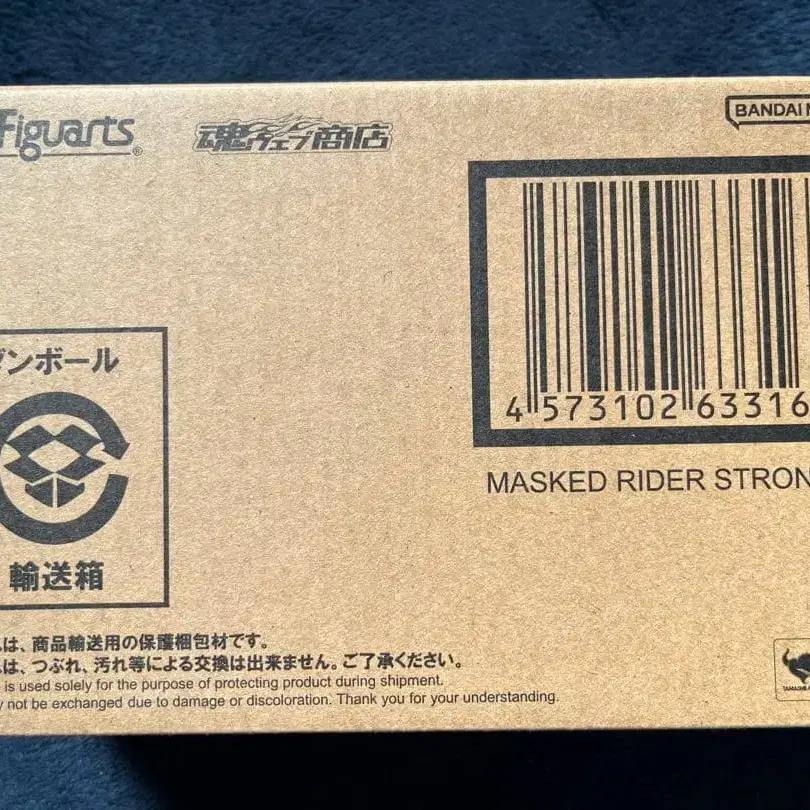 Figuarts
魂ウェブ商店
BANDAI
4 573102 63316
MASKED RIDER STRON
ンボール
輸送箱
は、商品輸送用の保護梱包材です。
は、つぶれ、汚れ等による交換は出来ません。ご了承ください。
is used solely for the purpose of protecting product during shipment.
not be exchanged due to damage or discoloration. Thank you for your understanding.